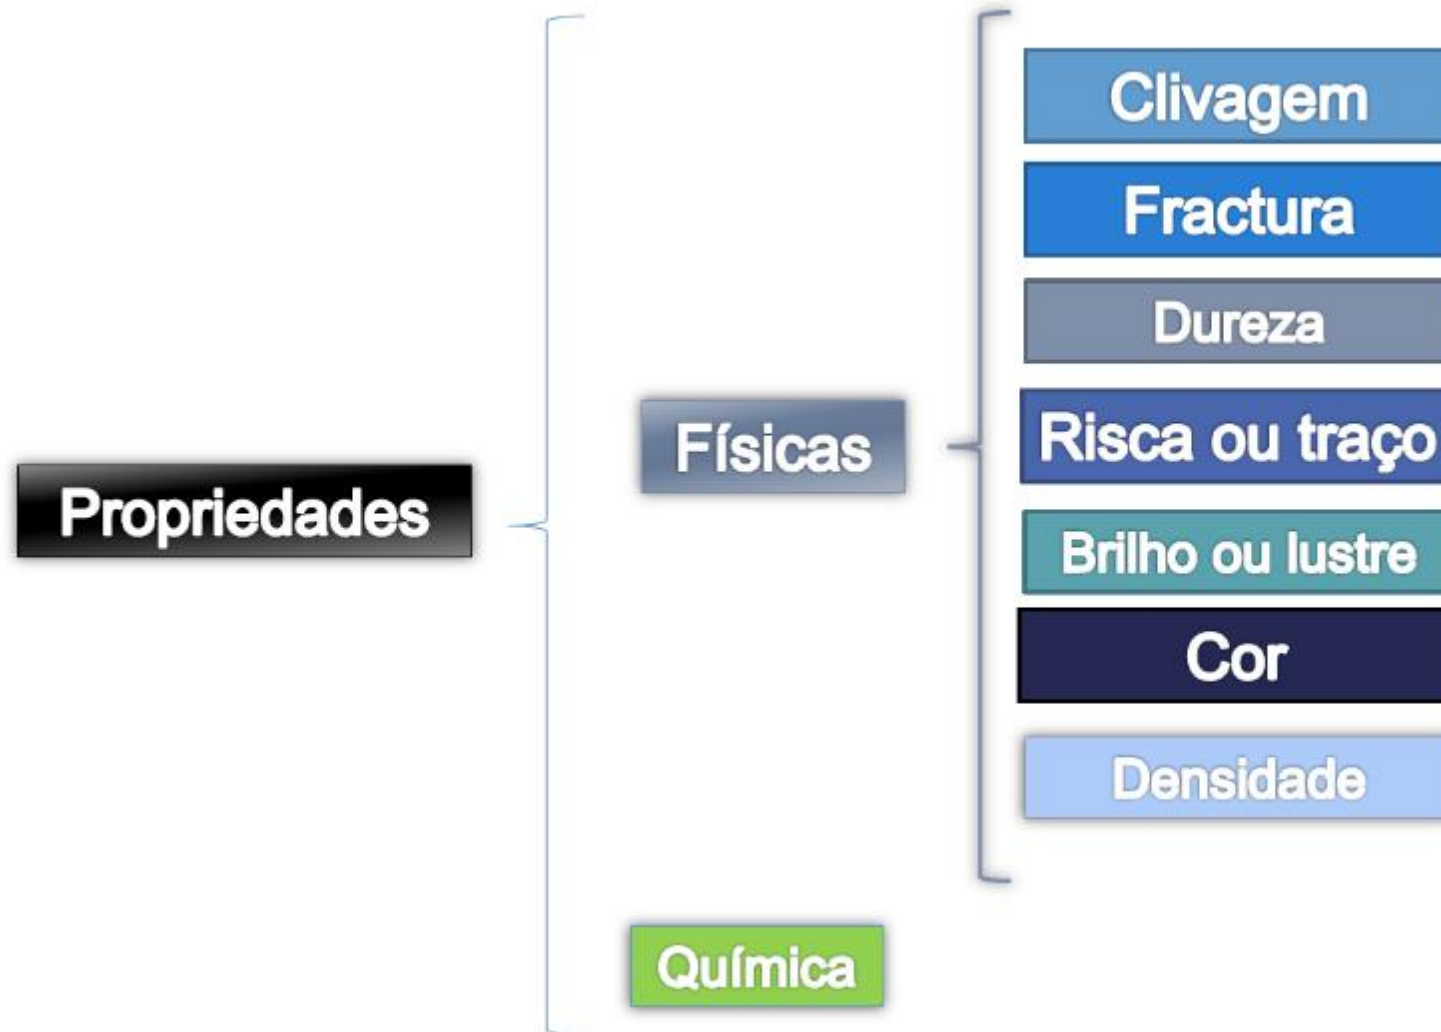 Propriedades
Físicas
Clivagem
Fractura
Dureza
Risca ou traço
Brilho ou lustre
Cor
Densidade
Química